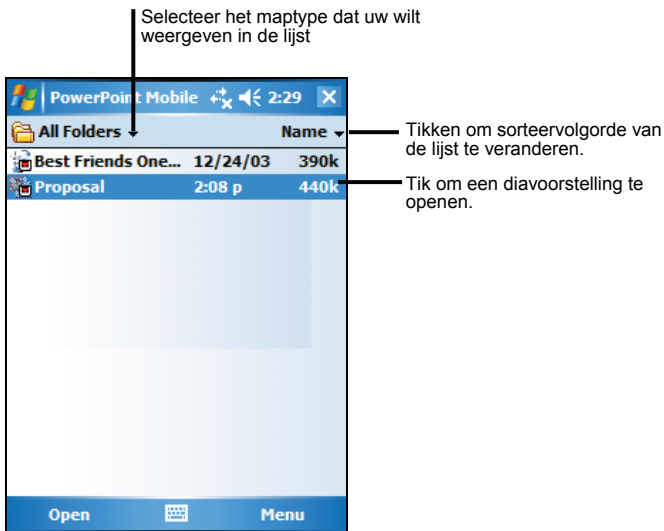 Selecteer het maptype dat uw wilt
weergeven in de lijst
PowerPoint Mobile 2:29
All Folders Name
Best Friends One... 12/24/03 390k
Proposal 2:08 p 440k
Tikken om sorteervolgorde van
de lijst te veranderen.
Tik om een diavoorstelling te
openen.
Open Menu